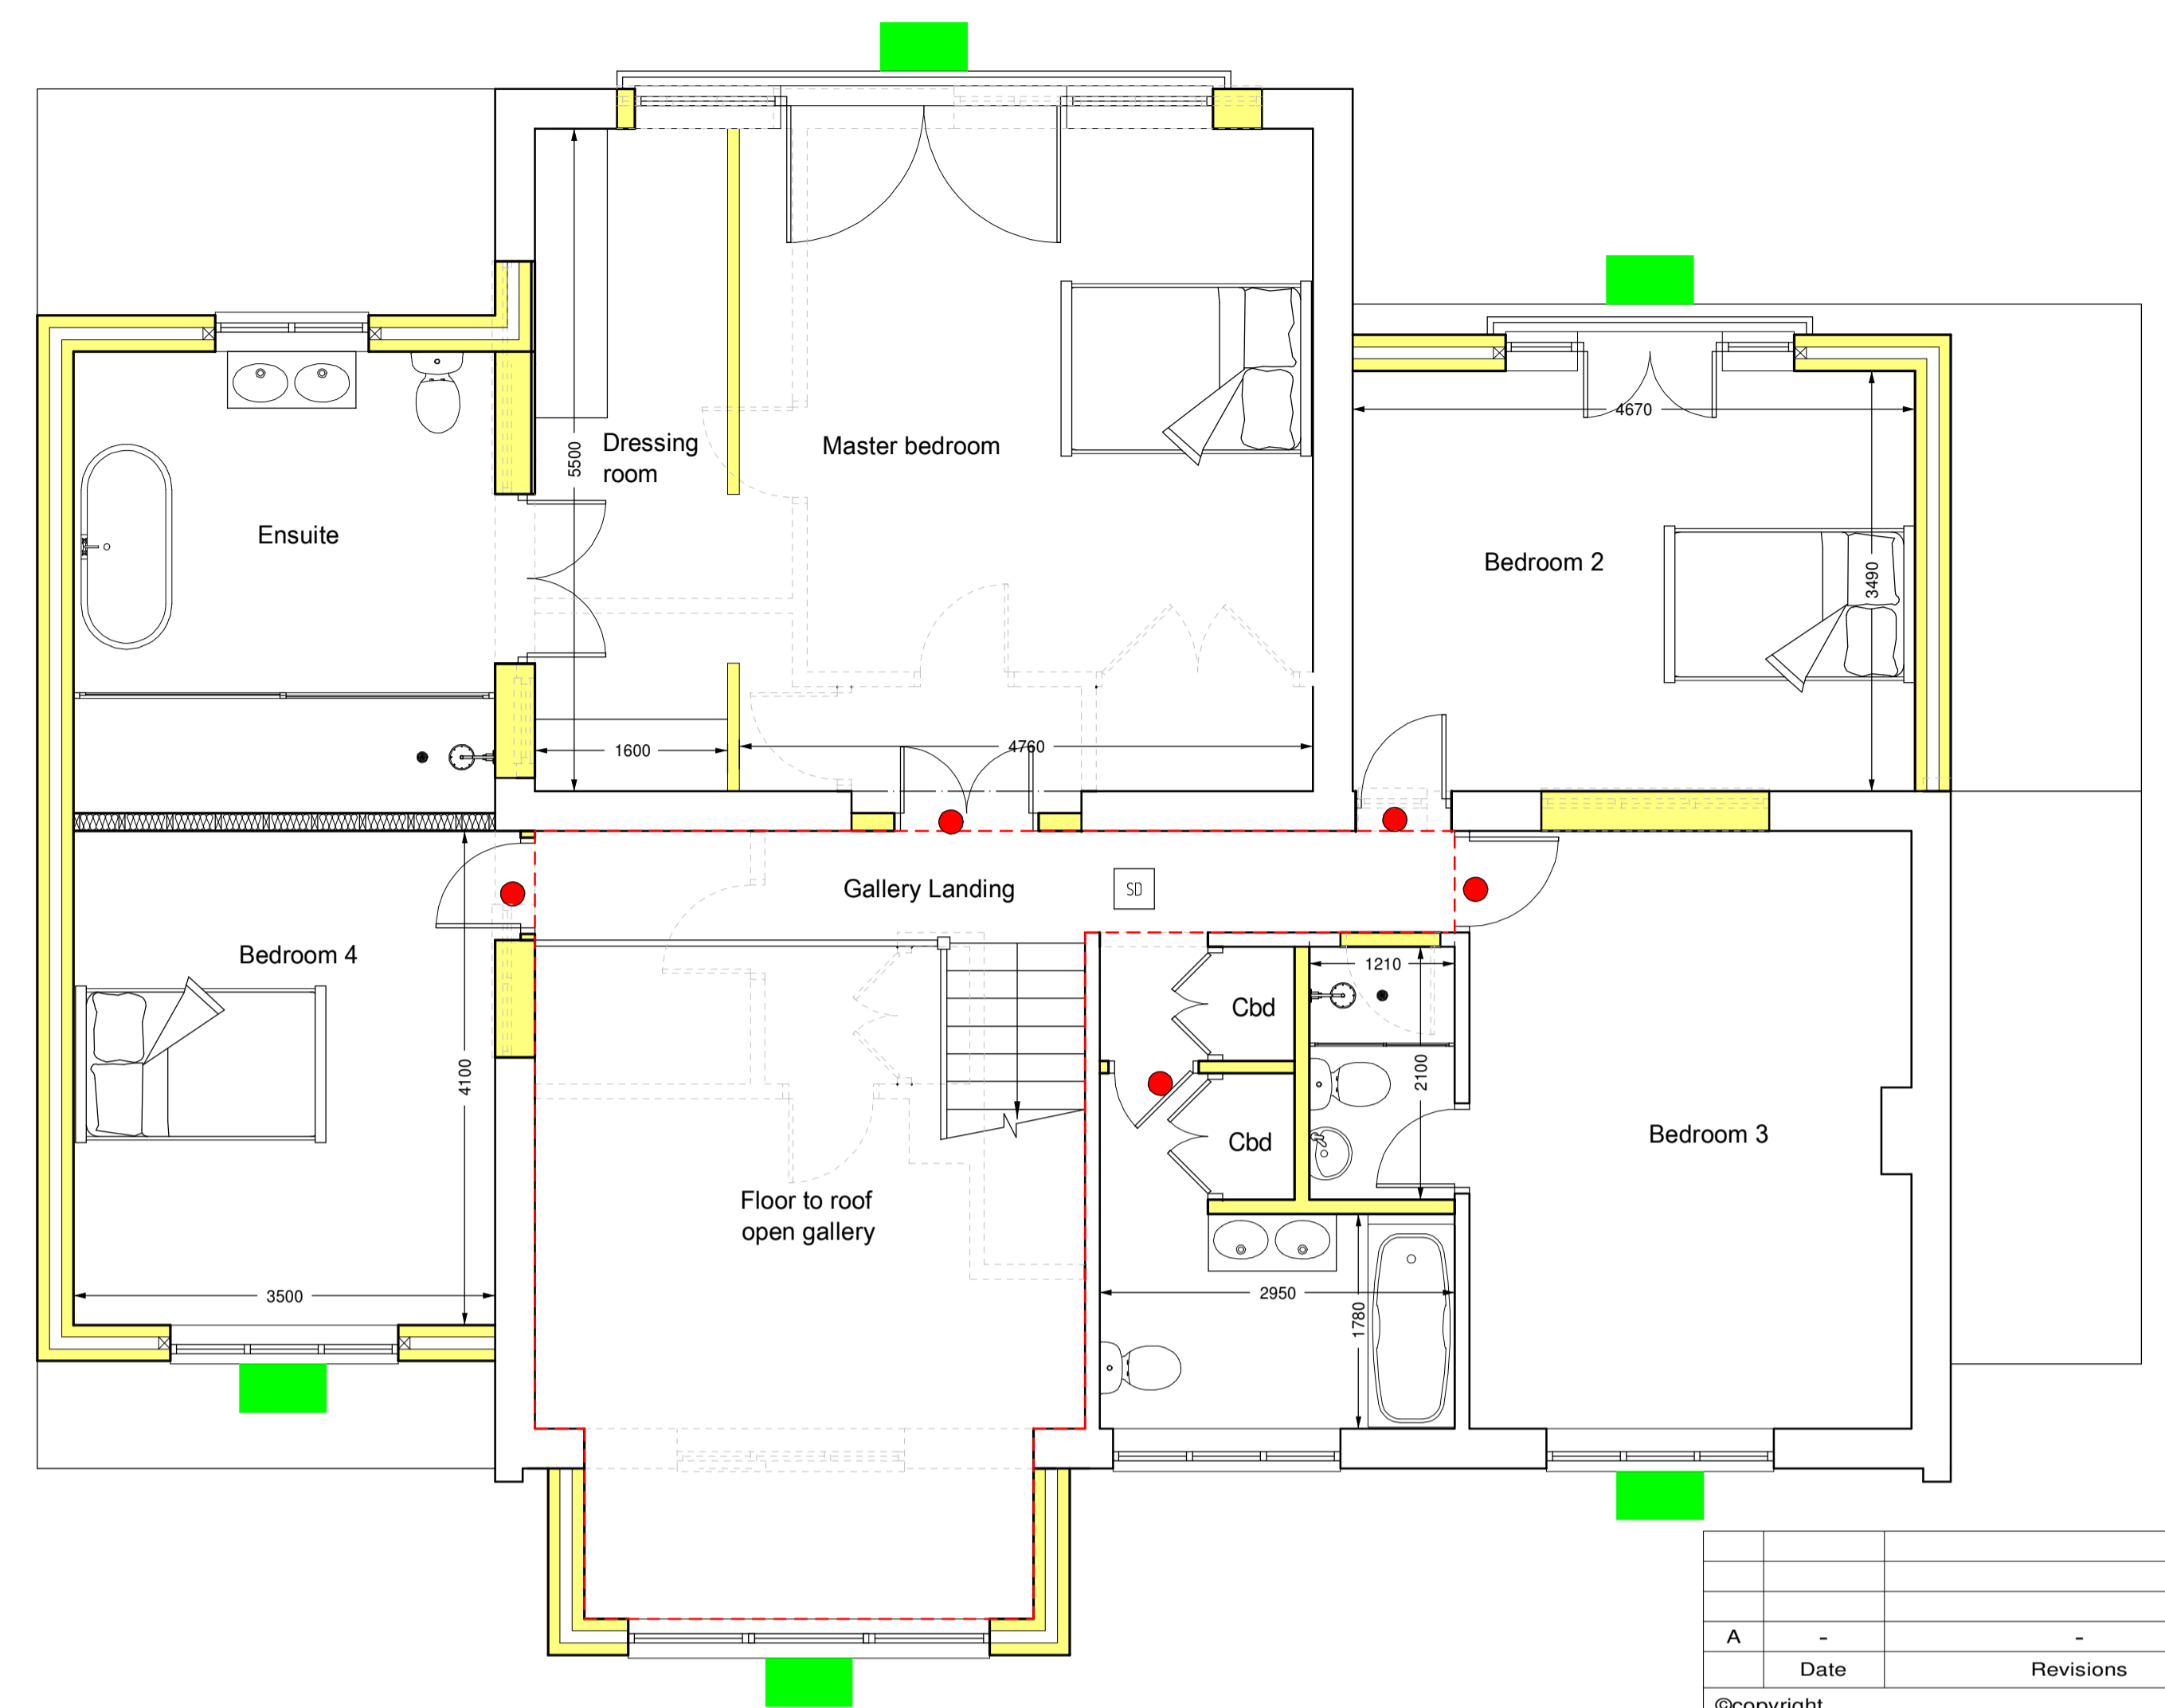 Dressing
room
5500
Master bedroom
4670
Ensuite
Bedroom 2
3490
1600
4760
Gallery Landing
SD
Bedroom 4
1210
Cbd
4100
2100
Cbd
Bedroom 3
Floor to roof
open gallery
3500
2950
1780
A - -
Date Revisions
©copyright